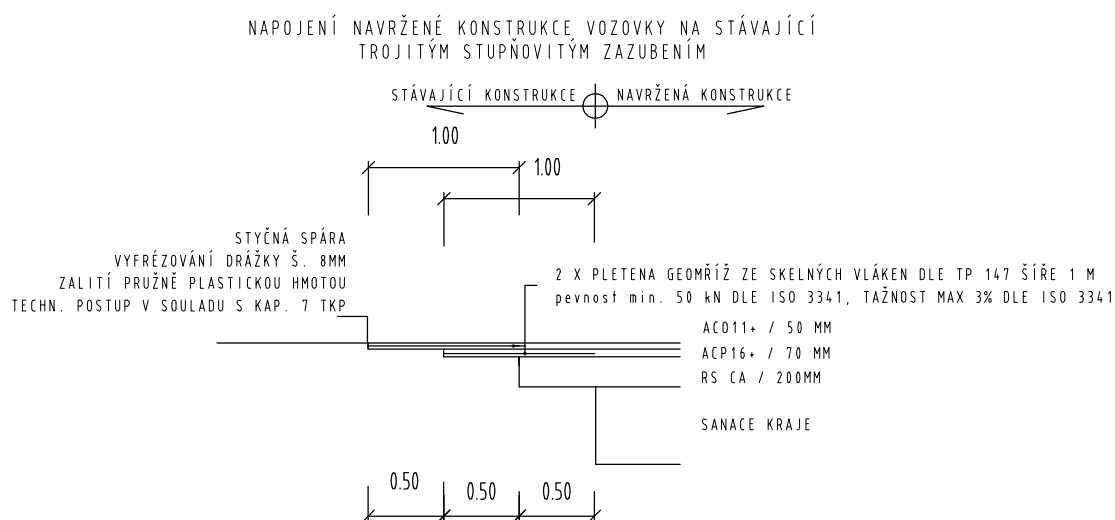 NAPOJENÍ NAVRŽENÉ KONSTRUKCE VOZOVKY NA STÁVAJÍCÍ
TROJITÝM STUPŇOVITÝM ZAZUBENÍM
STÁVAJÍCÍ KONSTRUKCE
NAVRŽENÁ KONSTRUKCE
1.00
1.00
STYČNÁ SPÁRA
VYFRÉZOVÁNÍ DRÁŽKY Š. 8MM
ZALITÍ PRUŽNĚ PLASTICKOU HMOTOU
TECHN. POSTUP V SOULADU S KAP. 7 TKP
2 X PLETENA GEOMŘÍŽ ZE SKELNÝCH VLÁKEN DLE TP 147 ŠÍŘE 1 M
pevnost min. 50 kN DLE ISO 3341, TAŽNOST MAX 3% DLE ISO 3341
ACO11+ / 50 MM
ACP16+ / 70 MM
RS CA / 200MM
SANACE KRAJE
0.50
0.50
0.50